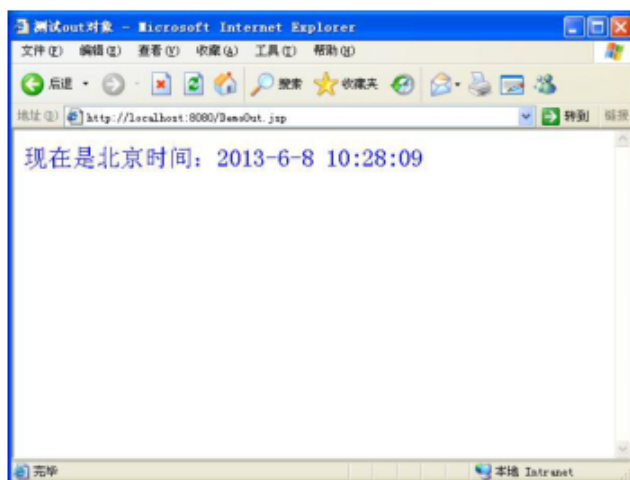 测试out对象 - Microsoft Internet Explorer
文件(F) 编辑(E) 查看(V) 收藏(A) 工具(T) 帮助(H)
后退 搜索 收藏夹
地址(D) http://localhost:8080/DemoOut.jsp 转到 链接
现在是北京时间：2013-6-8 10:28:09
完毕 本地 Intranet